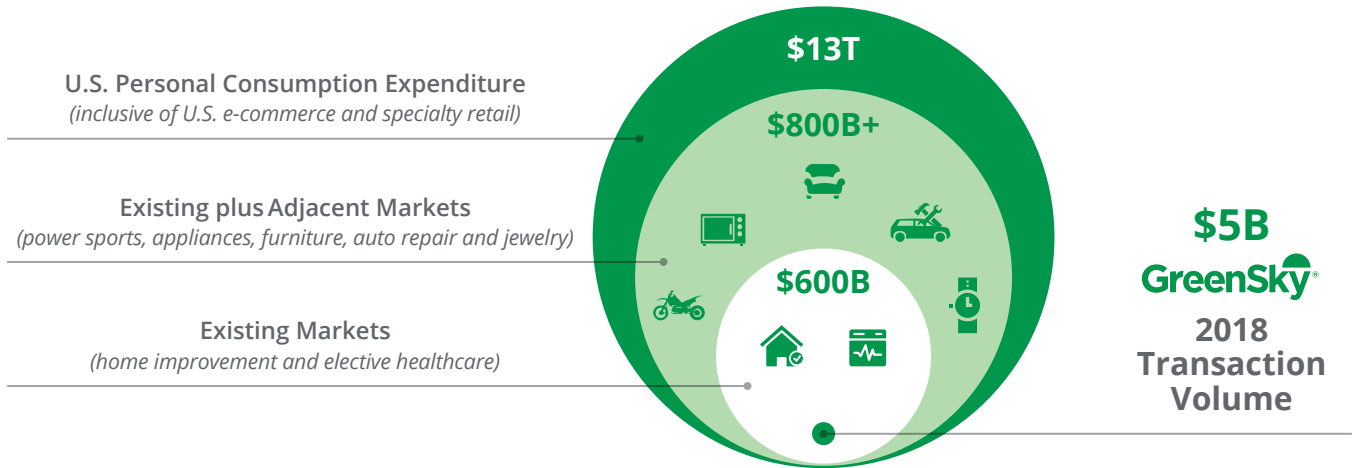 U.S. Personal Consumption Expenditure
(inclusive of U.S. e-commerce and specialty retail)
Existing plus Adjacent Markets
(power sports, appliances, furniture, auto repair and jewelry)
Existing Markets
(home improvement and elective healthcare)
$13T
$800B+
$600B
$5B
GreenSky®
2018
Transaction
Volume